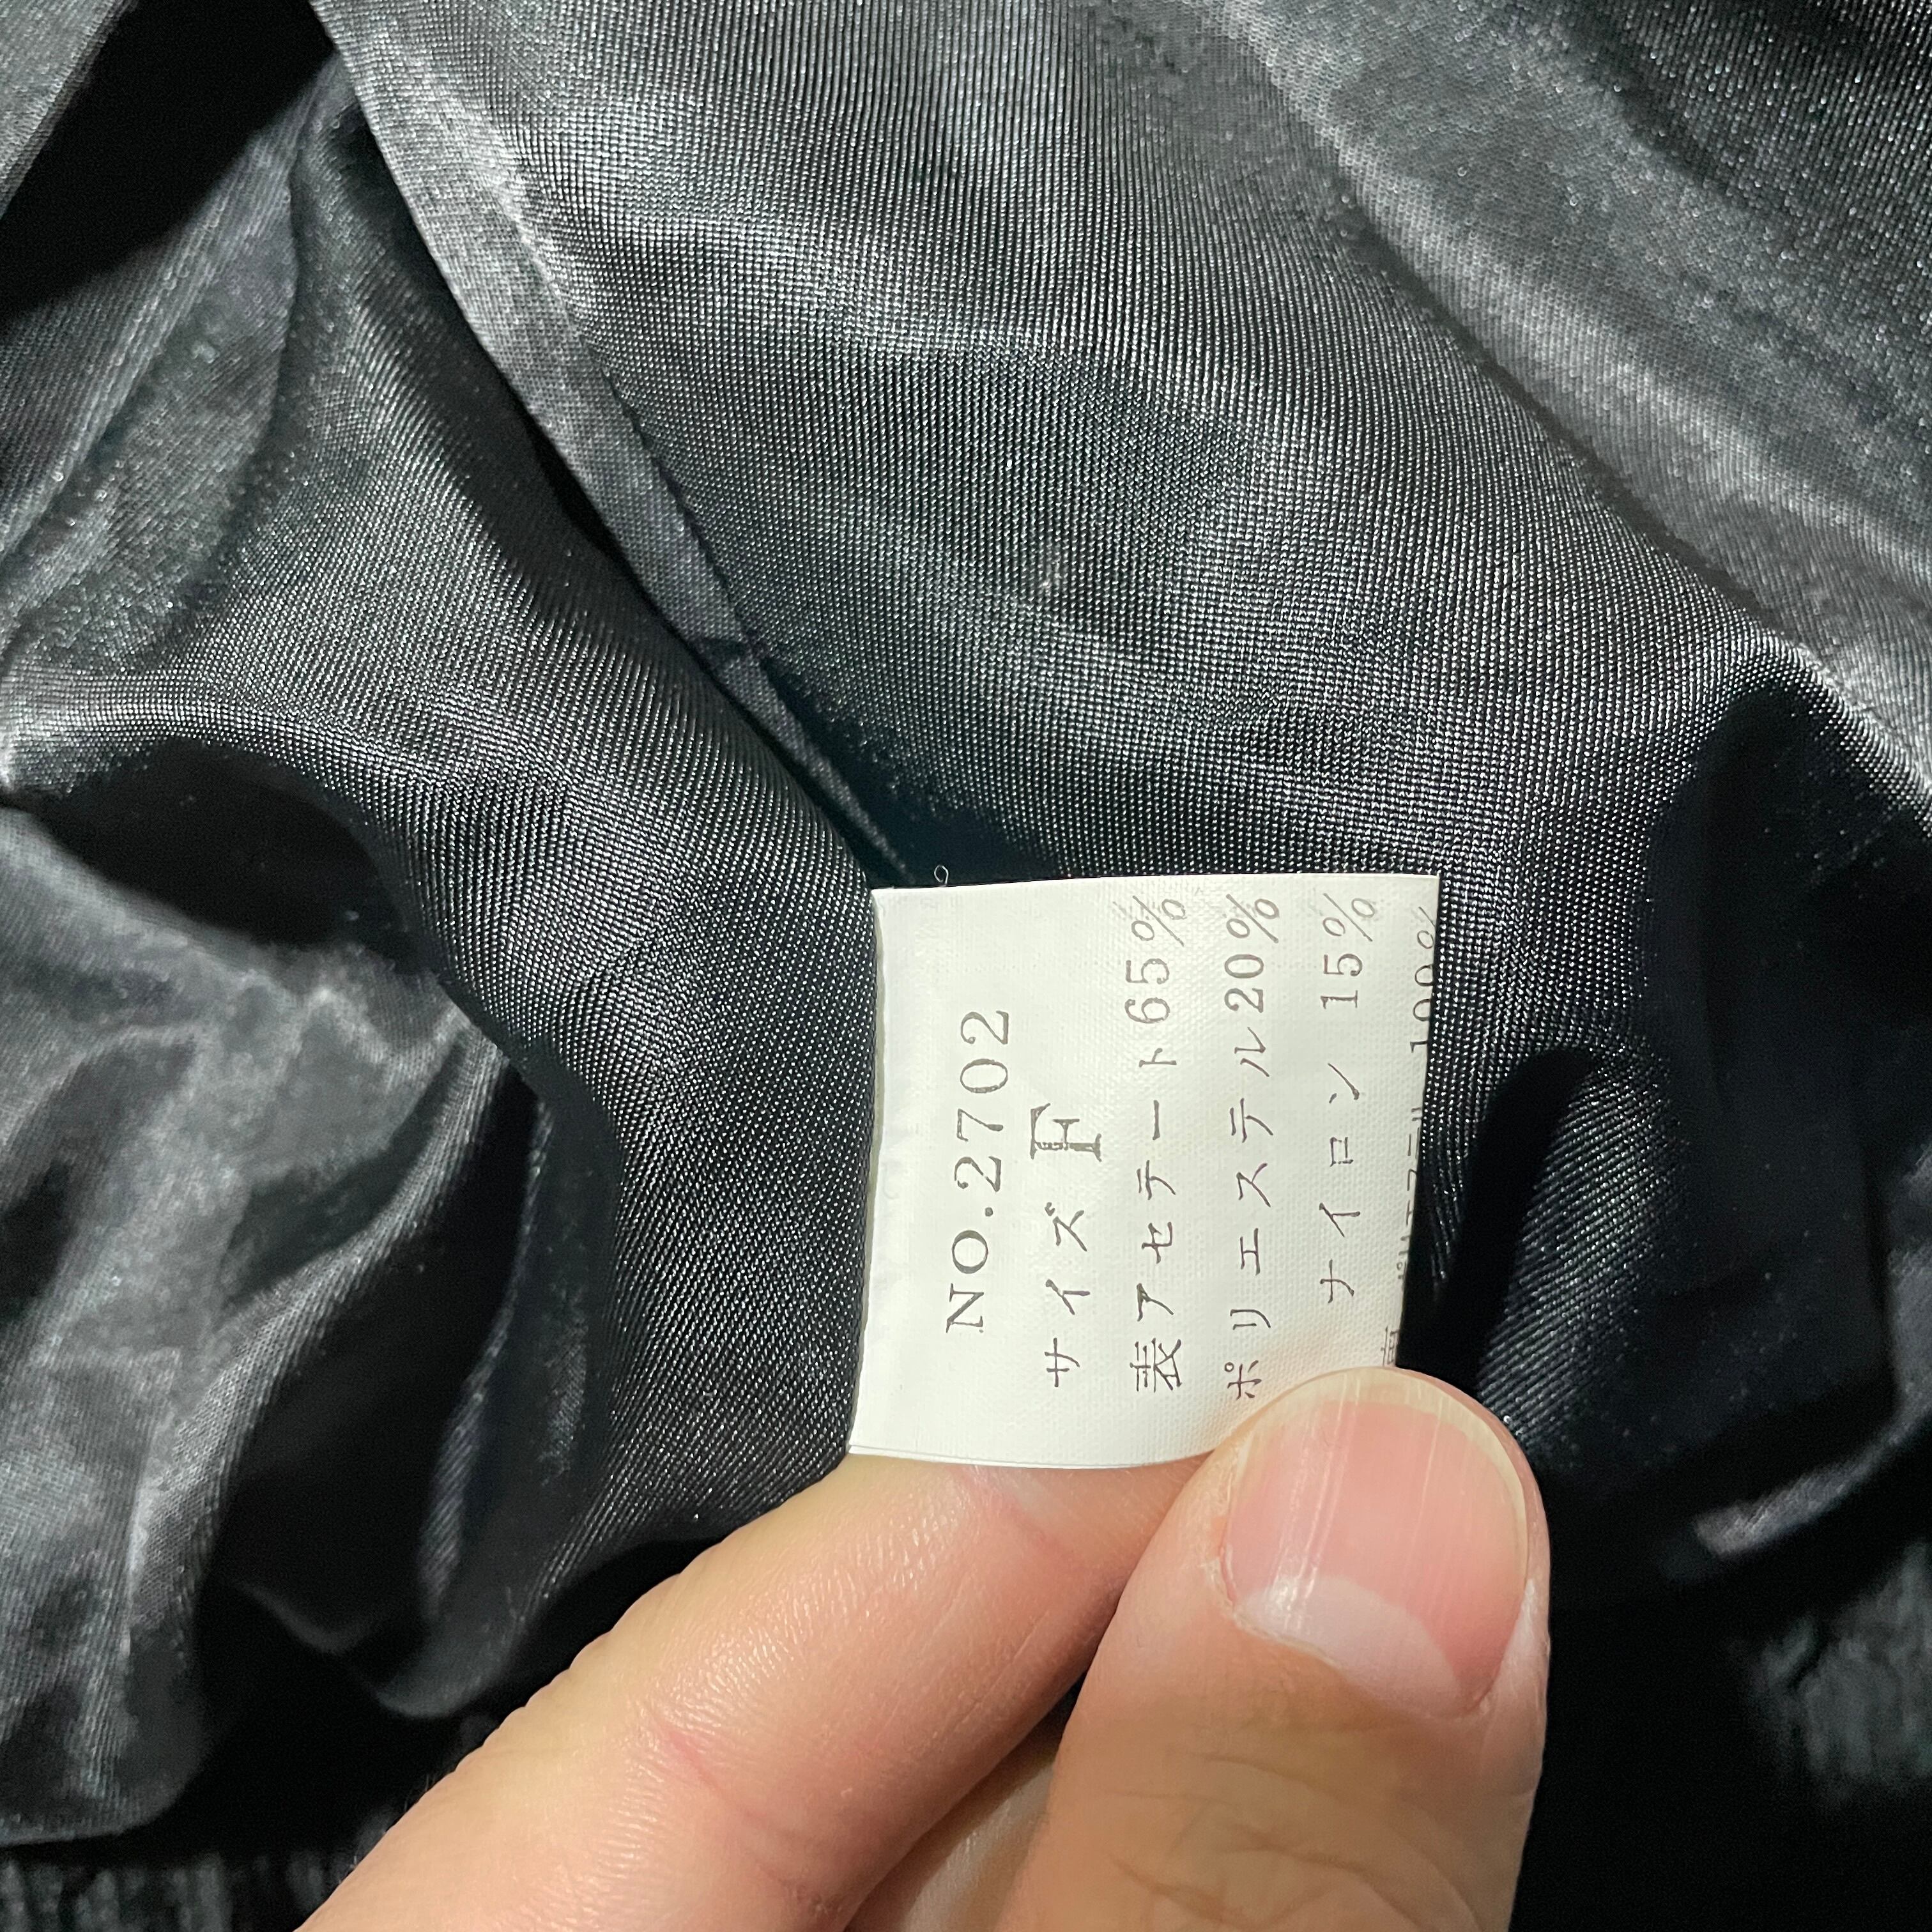 NO.2702
サイズ F
表アセテート65%
ポリエステル20%
ナイロン 15%